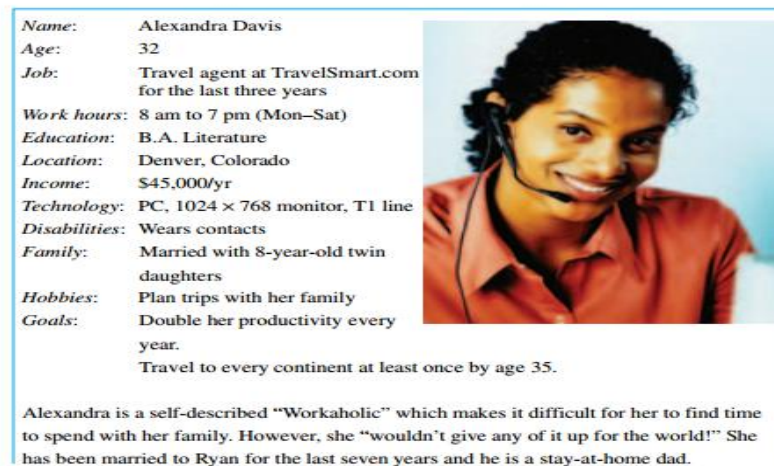 Name: Alexandra Davis
Age: 32
Job: Travel agent at TravelSmart.com
for the last three years
Work hours: 8 am to 7 pm (Mon–Sat)
Education: B.A. Literature
Location: Denver, Colorado
Income: $45,000/yr
Technology: PC, 1024 × 768 monitor, T1 line
Disabilities: Wears contacts
Family: Married with 8-year-old twin
daughters
Hobbies: Plan trips with her family
Goals: Double her productivity every
year.
Travel to every continent at least once by age 35.
Alexandra is a self-described “Workaholic” which makes it difficult for her to find time
to spend with her family. However, she “wouldn’t give any of it up for the world!” She
has been married to Ryan for the last seven years and he is a stay-at-home dad.